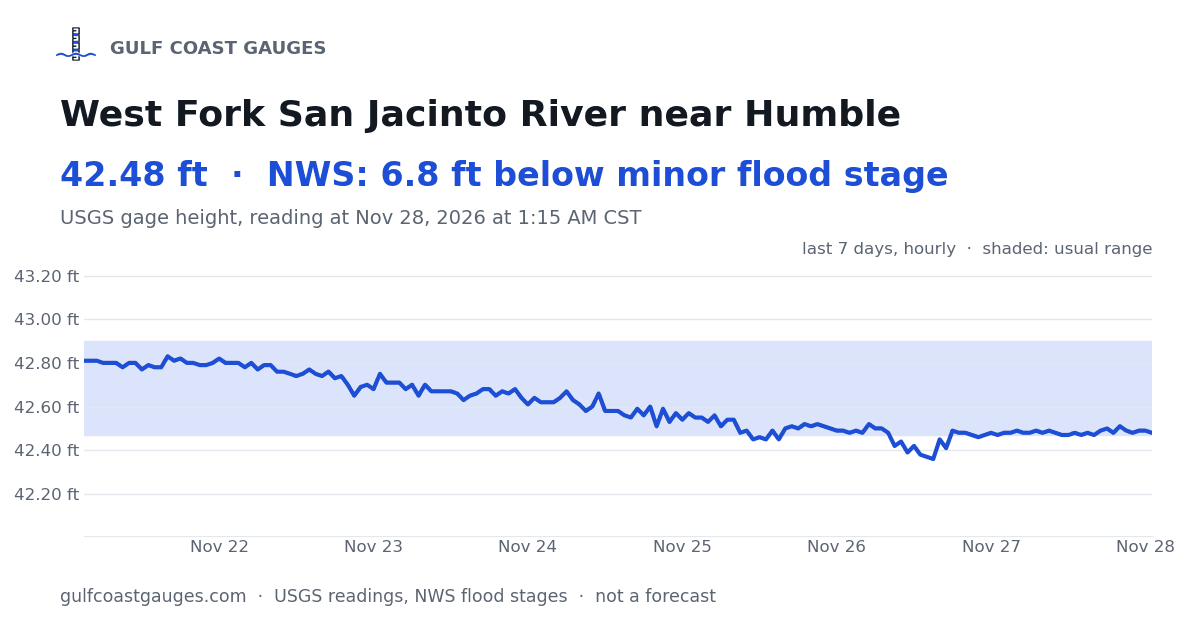 GULF COAST GAUGES
West Fork San Jacinto River near Humble
42.48 ft · NWS: 6.8 ft below minor flood stage
USGS gage height, reading at Nov 28, 2026 at 1:15 AM CST
last 7 days, hourly · shaded: usual range
43.20 ft
43.00 ft
42.80 ft
42.60 ft
42.40 ft
42.20 ft
Nov 22 Nov 23 Nov 24 Nov 25 Nov 26 Nov 27 Nov 28
gulfcoastgauges.com · USGS readings, NWS flood stages · not a forecast